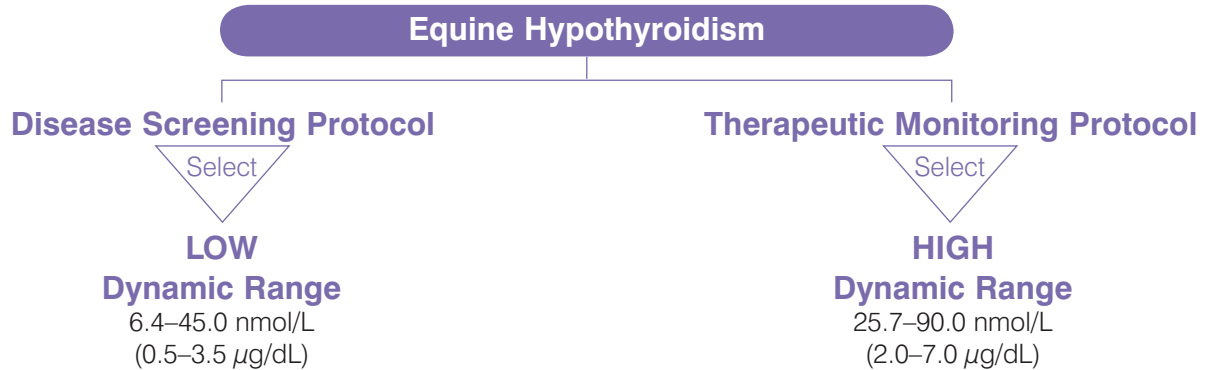 Equine Hypothyroidism
Disease Screening Protocol
Select
LOW
Dynamic Range
6.4–45.0 nmol/L
(0.5–3.5 µg/dL)
Therapeutic Monitoring Protocol
Select
HIGH
Dynamic Range
25.7–90.0 nmol/L
(2.0–7.0 µg/dL)